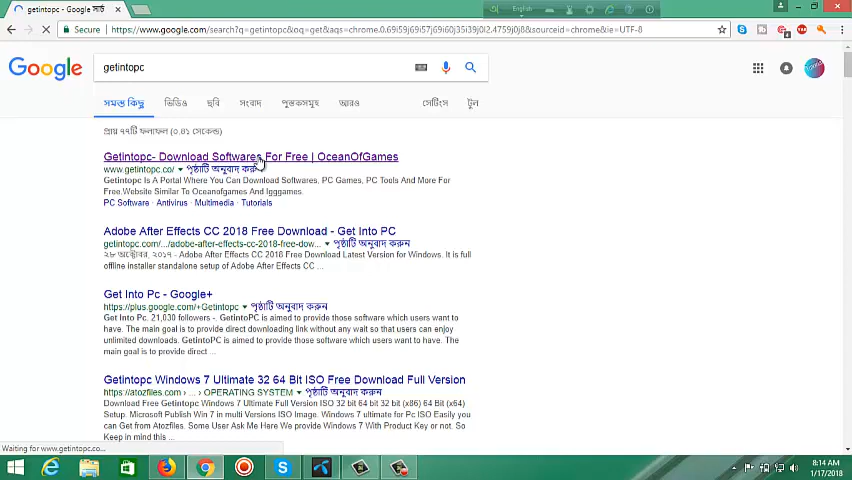 getintopc - Google সার্চ
English
Secure https://www.google.com/search?q=getintopc&oq=get&aqs=chrome.0.69i59j69i57j69i60j35i39j0l2.4759j0j8&sourceid=chrome&ie=UTF-8
Google getintopc
সমস্ত কিছু ভিডিও ছবি সংবাদ পুস্তকসমূহ আরও সেটিংস টুল
প্রায় ৭৭টি ফলাফল (০.৪১ সেকেন্ড)
Getintopc- Download Softwares For Free | OceanOfGames
www.getintopc.co/ পৃষ্ঠাটি অনুবাদ করুন
Getintopc Is A Portal Where You Can Download Softwares, PC Games, PC Tools And More For
Free.Website Similar To Oceanofgames And Igggames.
PC Software · Antivirus · Multimedia · Tutorials
Adobe After Effects CC 2018 Free Download - Get Into PC
getintopc.com/.../adobe-after-effects-cc-2018-free-dow... পৃষ্ঠাটি অনুবাদ করুন
২৮ অক্টোবর, ২০১৭ - Adobe After Effects CC 2018 Free Download Latest Version for Windows. It is full
offline installer standalone setup of Adobe After Effects CC ...
Get Into Pc - Google+
https://plus.google.com/+Getintopc পৃষ্ঠাটি অনুবাদ করুন
Get Into Pc. 21,030 followers -. GetintoPC is aimed to provide those software which users want to
have. The main goal is to provide direct downloading link without any wait so that users can enjoy
unlimited downloads. GetintoPC is aimed to provide those software which users want to have. The
main goal is to provide direct ...
Getintopc Windows 7 Ultimate 32 64 Bit ISO Free Download Full Version
https://atozfiles.com › ... › OPERATING SYSTEM পৃষ্ঠাটি অনুবাদ করুন
Download Free Getintopc Windows 7 Ultimate Full Version ISO 32 bit 64 bit 32 bit (x86) 64 bit (x64)
Setup. Microsoft Publish Win 7 in multi Versions ISO Image. Windows 7 ultimate for Pc ISO Easily you
can Get from Atozfiles. Some User Ask Me Here We provide Windows 7 With Product Key or not. So
Keep in mind this ...
Waiting for www.getintopc.co...
8:14 AM
1/17/2018